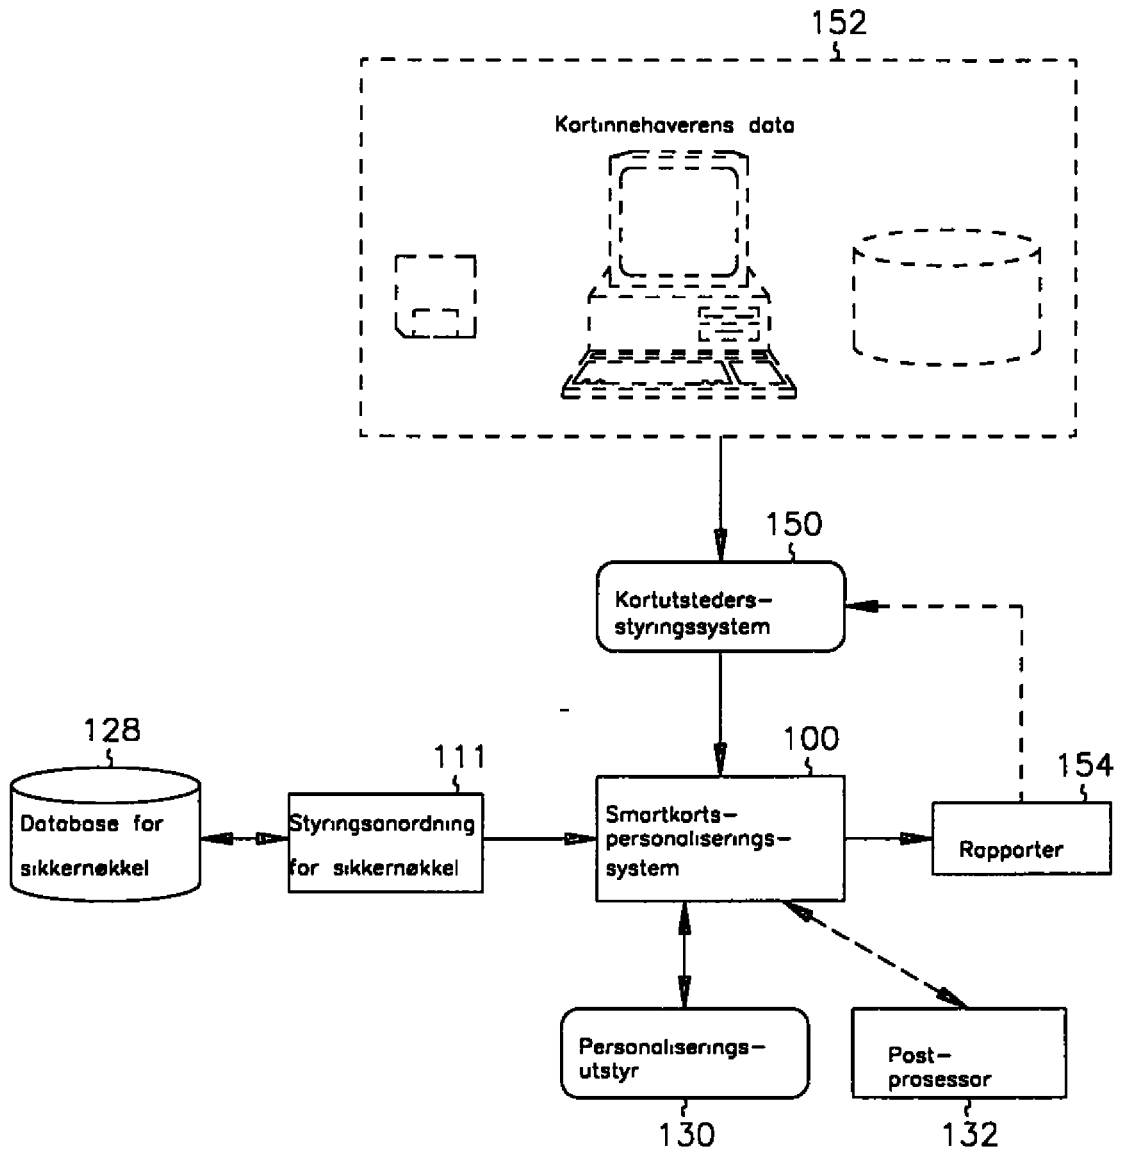 152
Kortinnehaverens data
150
Kortutsteders-
styringssystem
128
111
100
154
Database for
sikkernøkkel
Styringsanordning
for sikkernøkkel
Smartkorts-
personaliserings-
system
Rapporter
Personaliserings-
utstyr
Post-
prosessor
130
132